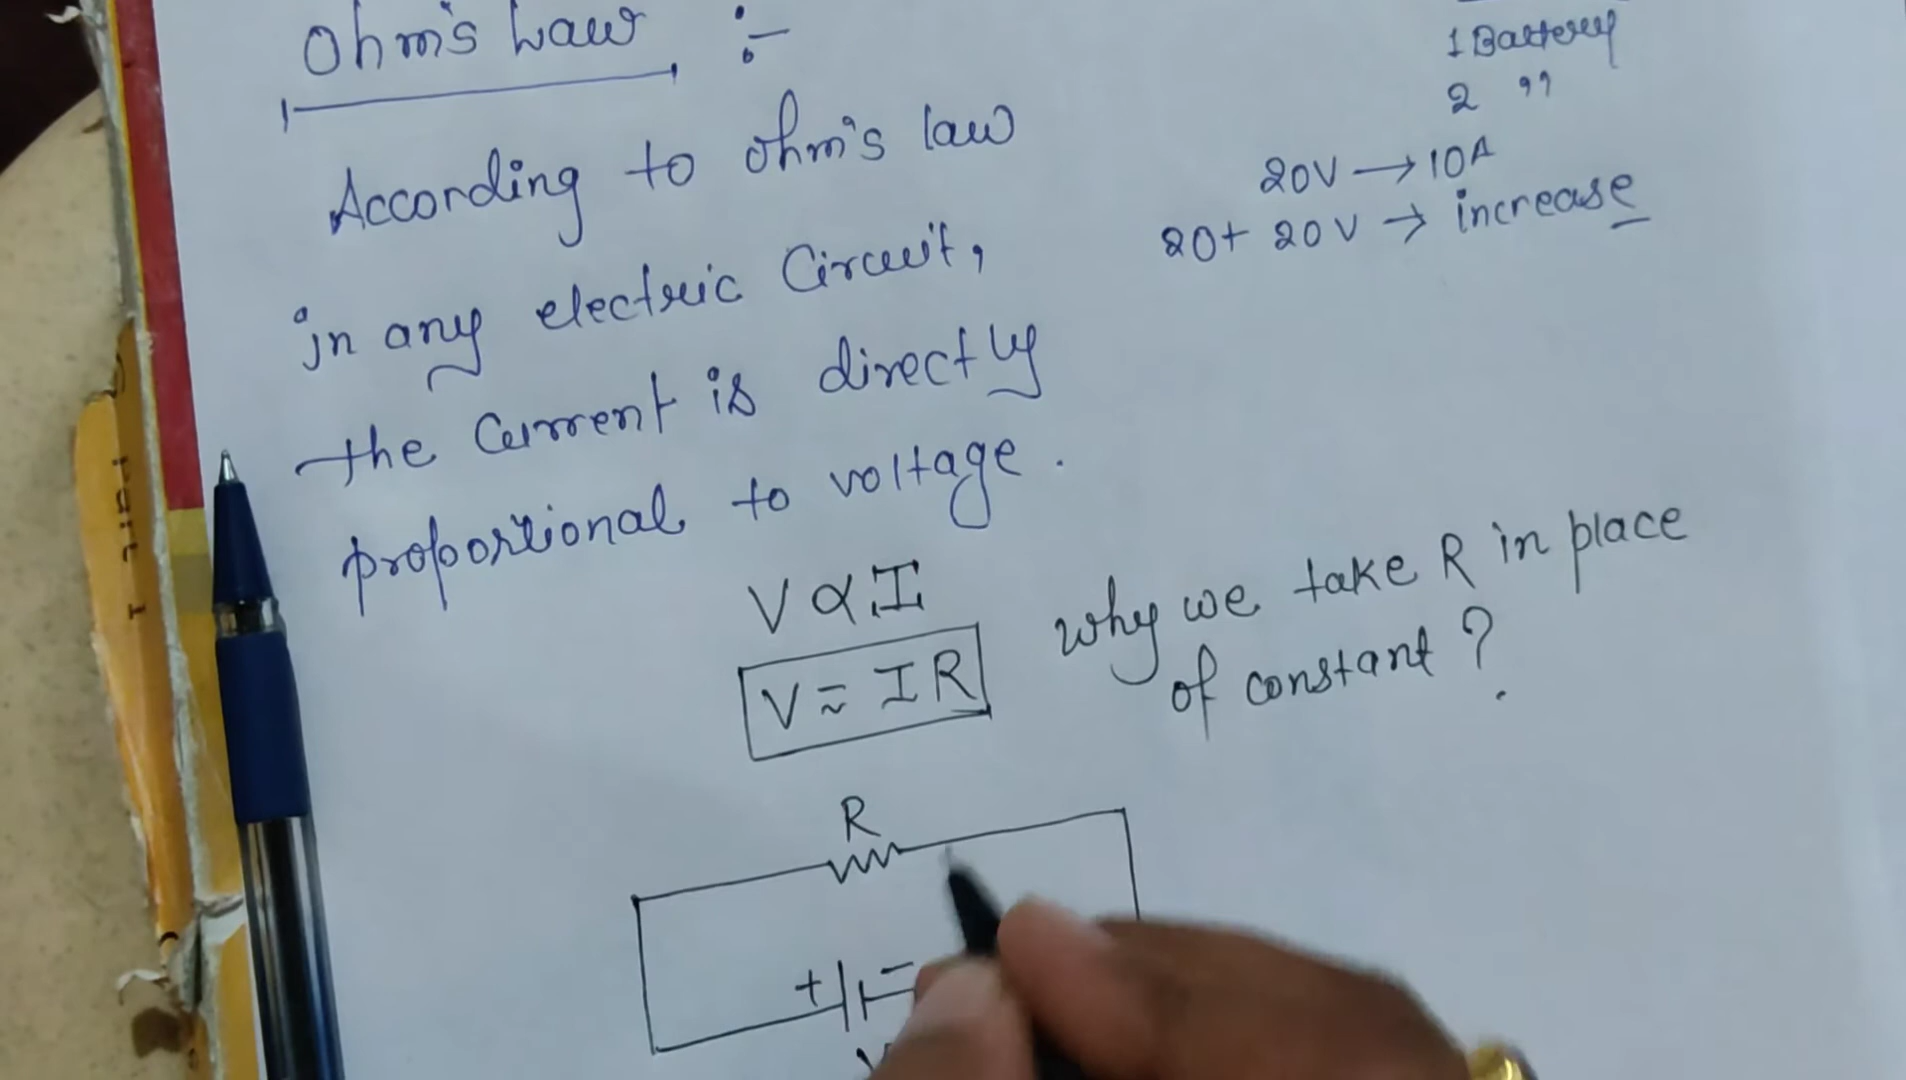 Ohm's Law :-
According to ohm's law
in any electric Circuit,
the Current is directly
proportional to voltage.
V ∝ I
V = IR
1 Battery
2 "
20V → 10A
20+ 20V → increase
Why we take R in place
of constant ?
R
+ -